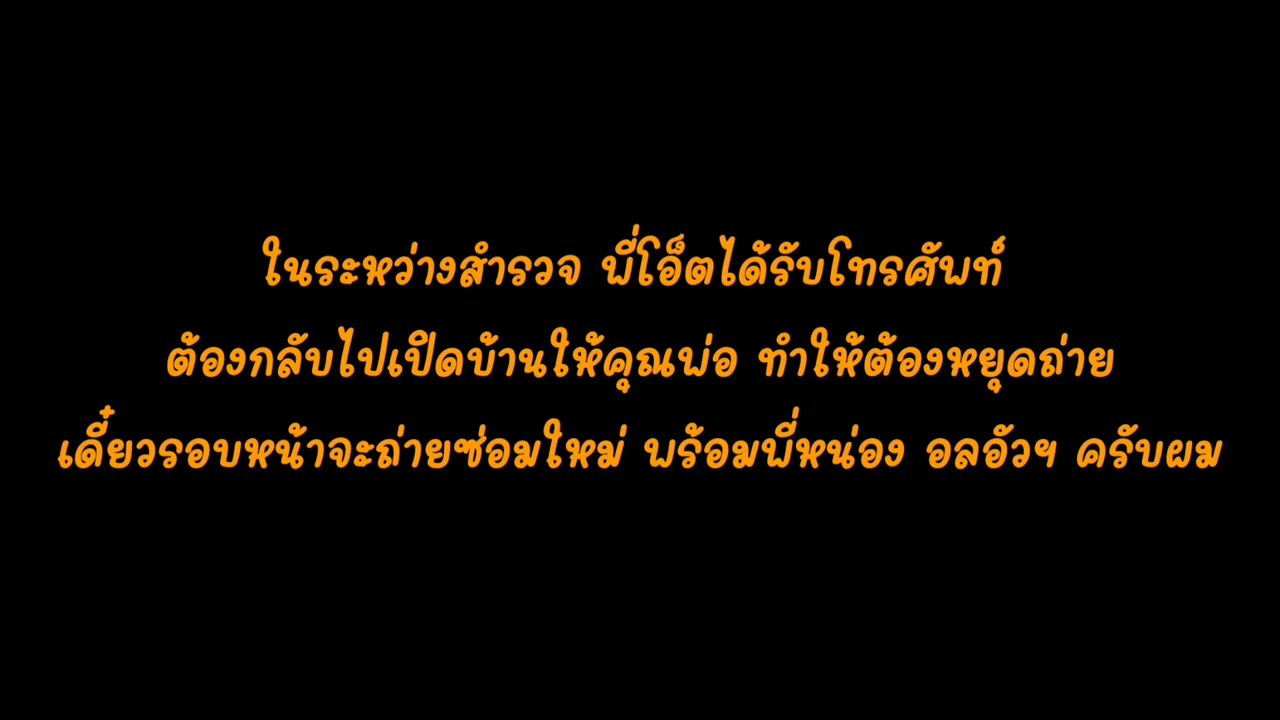 ในระหว่างสำรวจ พี่โอ็ตได้รับโทรศัพท์
ต้องกลับไปเปิดบ้านให้คุณพ่อ ทำให้ต้องหยุดถ่าย
เดี๋ยวรอบหน้าจะถ่ายซ่อมใหม่ พร้อมพี่หน่อง อลอัวฯ ครับผม